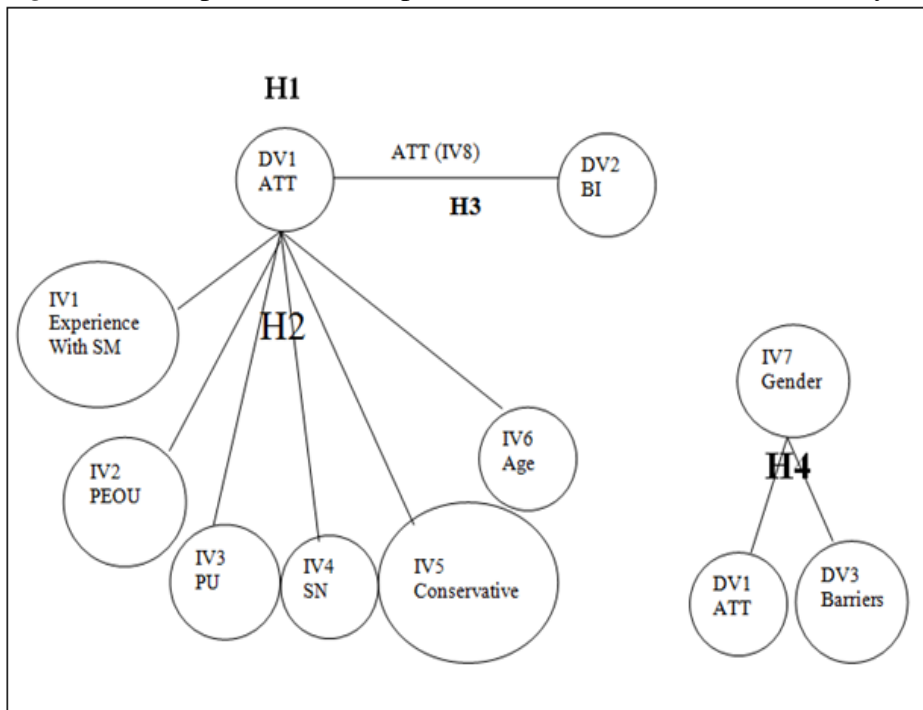 H1
DV1
ATT
ATT (IV8)
H3
DV2
BI
IV1
Experience
With SM
H2
IV7
Gender
IV6
Age
H4
IV2
PEOU
IV3
PU
IV4
SN
IV5
Conservative
DV1
ATT
DV3
Barriers